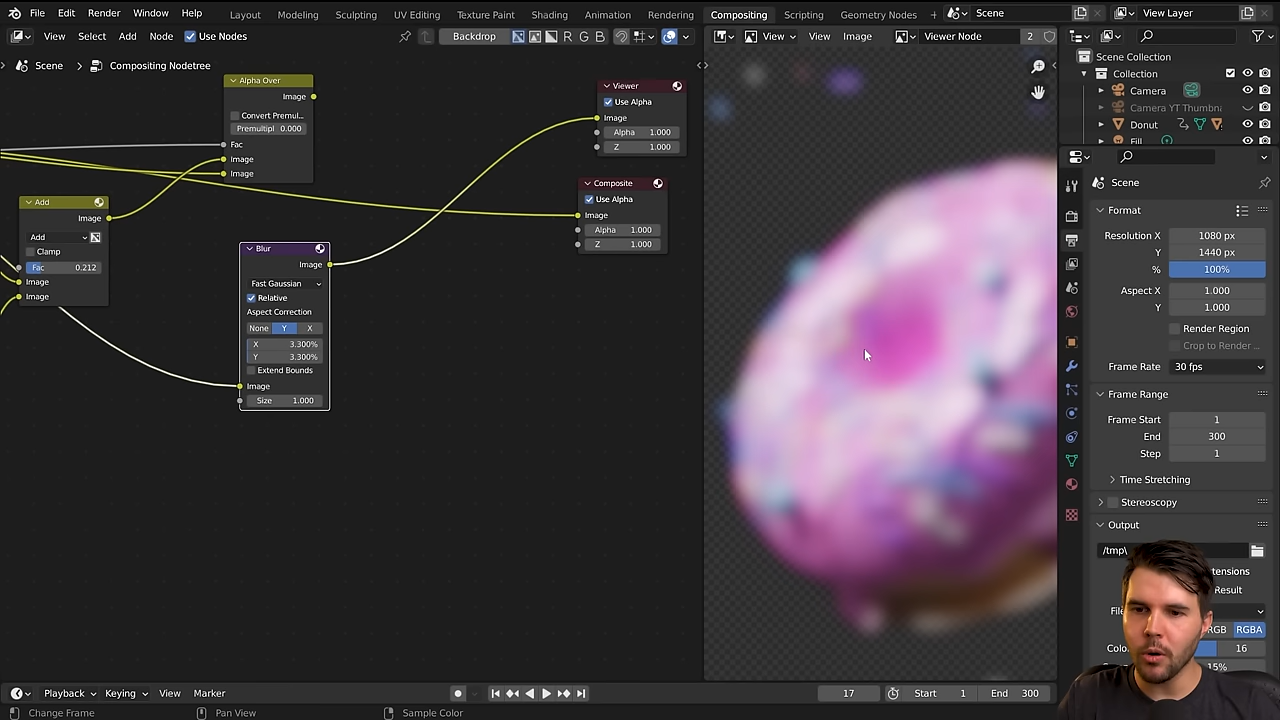 File Edit Render Window Help Layout Modeling Sculpting UV Editing Texture Paint Shading Animation Rendering Compositing Scripting Geometry Nodes + Scene View Layer
View Select Add Node Use Nodes Backdrop R G B View View Image Viewer Node 2
Scene > Compositing Nodetree
Scene Collection
Collection
Camera
Camera YT Thumbna
Donut
Fill
Alpha Over
Image
Convert Premul...
Premultipl 0.000
Fac
Image
Image
Viewer
Use Alpha
Image
Alpha 1.000
Z 1.000
Composite
Use Alpha
Image
Alpha 1.000
Z 1.000
Add
Image
Add
Clamp
Fac 0.212
Image
Image
Blur
Image
Fast Gaussian
Relative
Aspect Correction
None Y X
X 3.300%
Y 3.300%
Extend Bounds
Image
Size 1.000
Scene
Format
Resolution X 1080 px
Y 1440 px
% 100%
Aspect X 1.000
Y 1.000
Render Region
Crop to Render ...
Frame Rate 30 fps
Frame Range
Frame Start 1
End 300
Step 1
Time Stretching
Stereoscopy
Output
/tmp\
tensions
Result
File
RGB RGBA
Colo 16
15%
Playback Keying View Marker 17 Start 1 End 300
Change Frame Pan View Sample Color